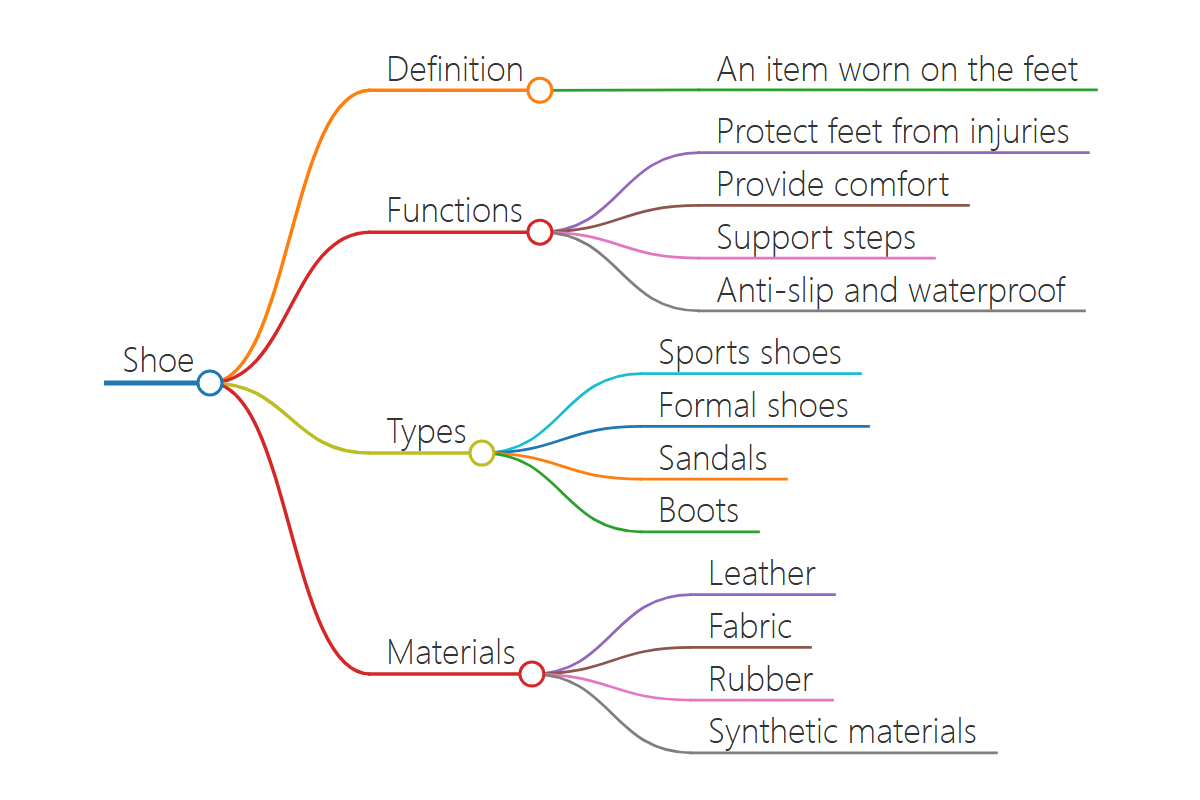 Shoe
Definition
An item worn on the feet
Functions
Protect feet from injuries
Provide comfort
Support steps
Anti-slip and waterproof
Types
Sports shoes
Formal shoes
Sandals
Boots
Materials
Leather
Fabric
Rubber
Synthetic materials